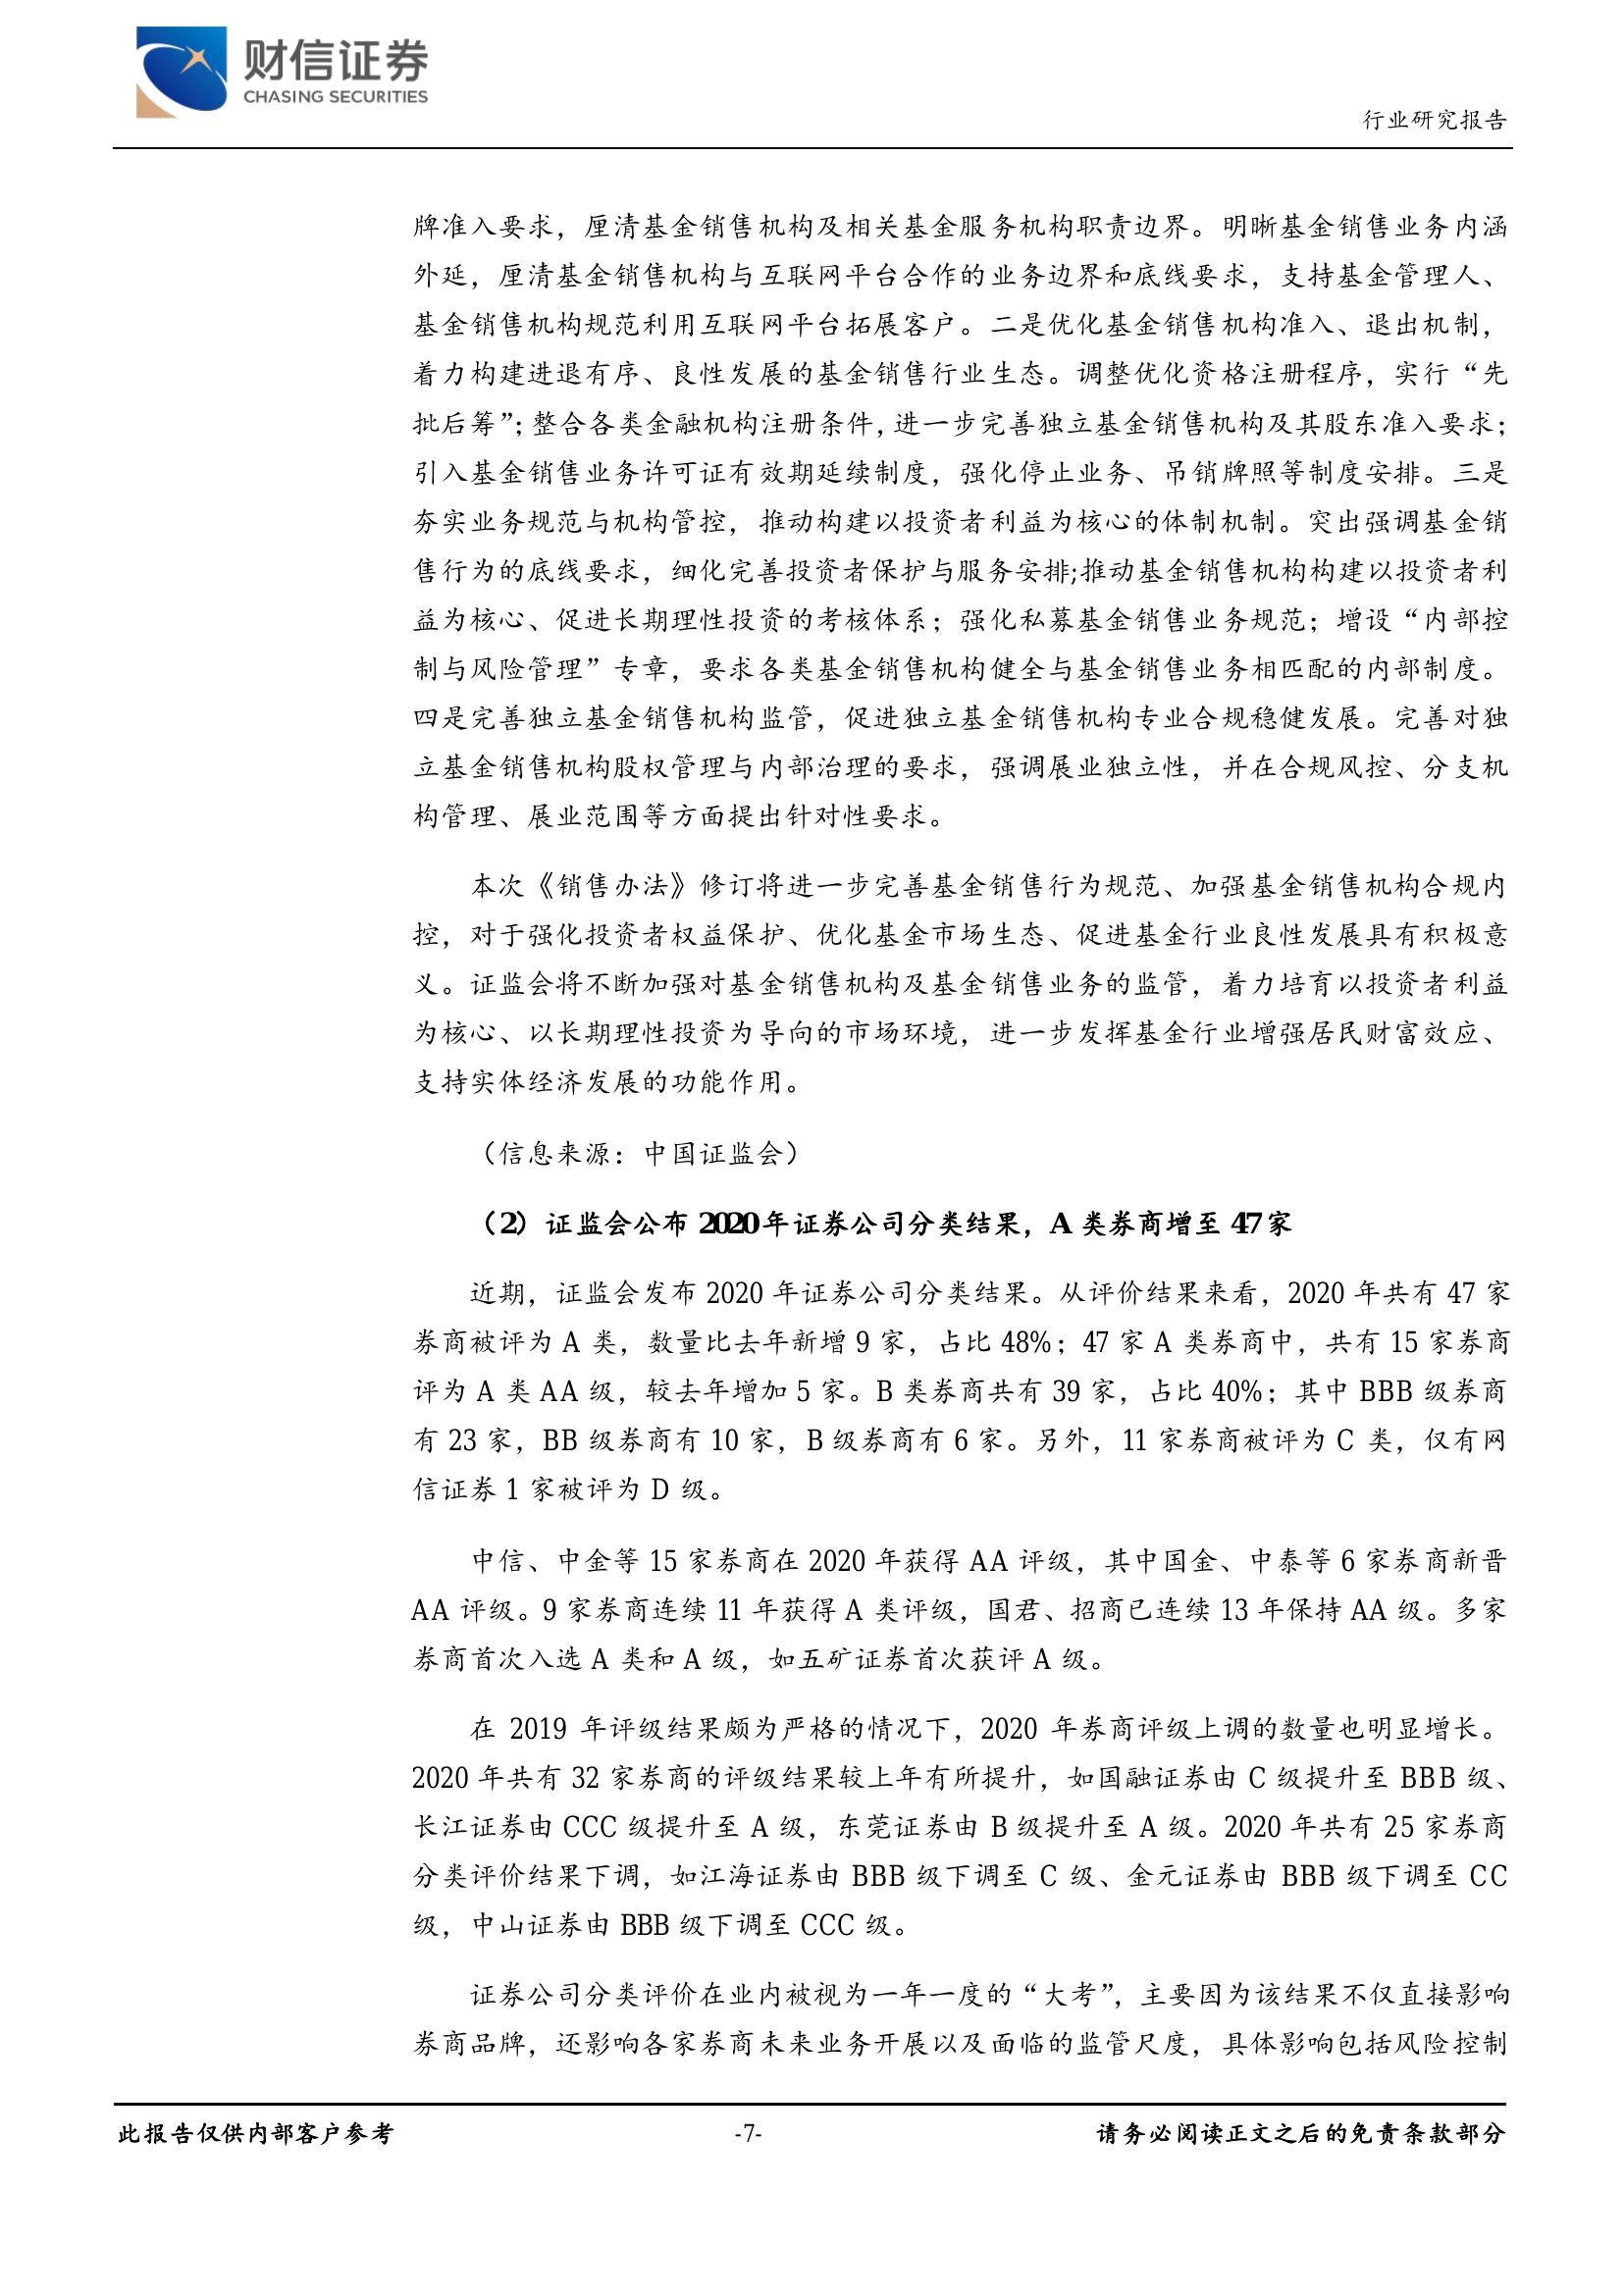 财信证券
CHASING SECURITIES
行业研究报告
牌准入要求，厘清基金销售机构及相关基金服务机构职责边界。明晰基金销售业务内涵
外延，厘清基金销售机构与互联网平台合作的业务边界和底线要求，支持基金管理人、
基金销售机构规范利用互联网平台拓展客户。二是优化基金销售机构准入、退出机制，
着力构建进退有序、良性发展的基金销售行业生态。调整优化资格注册程序，实行“先
批后筹”；整合各类金融机构注册条件，进一步完善独立基金销售机构及其股东准入要求；
引入基金销售业务许可证有效期延续制度，强化停止业务、吊销牌照等制度安排。三是
夯实业务规范与机构管控，推动构建以投资者利益为核心的体制机制。突出强调基金销
售行为的底线要求，细化完善投资者保护与服务安排;推动基金销售机构构建以投资者利
益为核心、促进长期理性投资的考核体系；强化私募基金销售业务规范；增设“内部控
制与风险管理”专章，要求各类基金销售机构健全与基金销售业务相匹配的内部制度。
四是完善独立基金销售机构监管，促进独立基金销售机构专业合规稳健发展。完善对独
立基金销售机构股权管理与内部治理的要求，强调展业独立性，并在合规风控、分支机
构管理、展业范围等方面提出针对性要求。
本次《销售办法》修订将进一步完善基金销售行为规范、加强基金销售机构合规内
控，对于强化投资者权益保护、优化基金市场生态、促进基金行业良性发展具有积极意
义。证监会将不断加强对基金销售机构及基金销售业务的监管，着力培育以投资者利益
为核心、以长期理性投资为导向的市场环境，进一步发挥基金行业增强居民财富效应、
支持实体经济发展的功能作用。
（信息来源：中国证监会）
（2）证监会公布 2020 年证券公司分类结果，A 类券商增至 47 家
近期，证监会发布 2020 年证券公司分类结果。从评价结果来看，2020 年共有 47 家
券商被评为 A 类，数量比去年新增 9 家，占比 48%；47 家 A 类券商中，共有 15 家券商
评为 A 类 AA 级，较去年增加 5 家。B 类券商共有 39 家，占比 40%；其中 BBB 级券商
有 23 家，BB 级券商有 10 家，B 级券商有 6 家。另外，11 家券商被评为 C 类，仅有网
信证券 1 家被评为 D 级。
中信、中金等 15 家券商在 2020 年获得 AA 评级，其中国金、中泰等 6 家券商新晋
AA 评级。9 家券商连续 11 年获得 A 类评级，国君、招商已连续 13 年保持 AA 级。多家
券商首次入选 A 类和 A 级，如五矿证券首次获评 A 级。
在 2019 年评级结果颇为严格的情况下，2020 年券商评级上调的数量也明显增长。
2020 年共有 32 家券商的评级结果较上年有所提升，如国融证券由 C 级提升至 BBB 级、
长江证券由 CCC 级提升至 A 级，东莞证券由 B 级提升至 A 级。2020 年共有 25 家券商
分类评价结果下调，如江海证券由 BBB 级下调至 C 级、金元证券由 BBB 级下调至 CC
级，中山证券由 BBB 级下调至 CCC 级。
证券公司分类评价在业内被视为一年一度的“大考”，主要因为该结果不仅直接影响
券商品牌，还影响各家券商未来业务开展以及面临的监管尺度，具体影响包括风险控制
此报告仅供内部客户参考
-7-
请务必阅读正文之后的免责条款部分